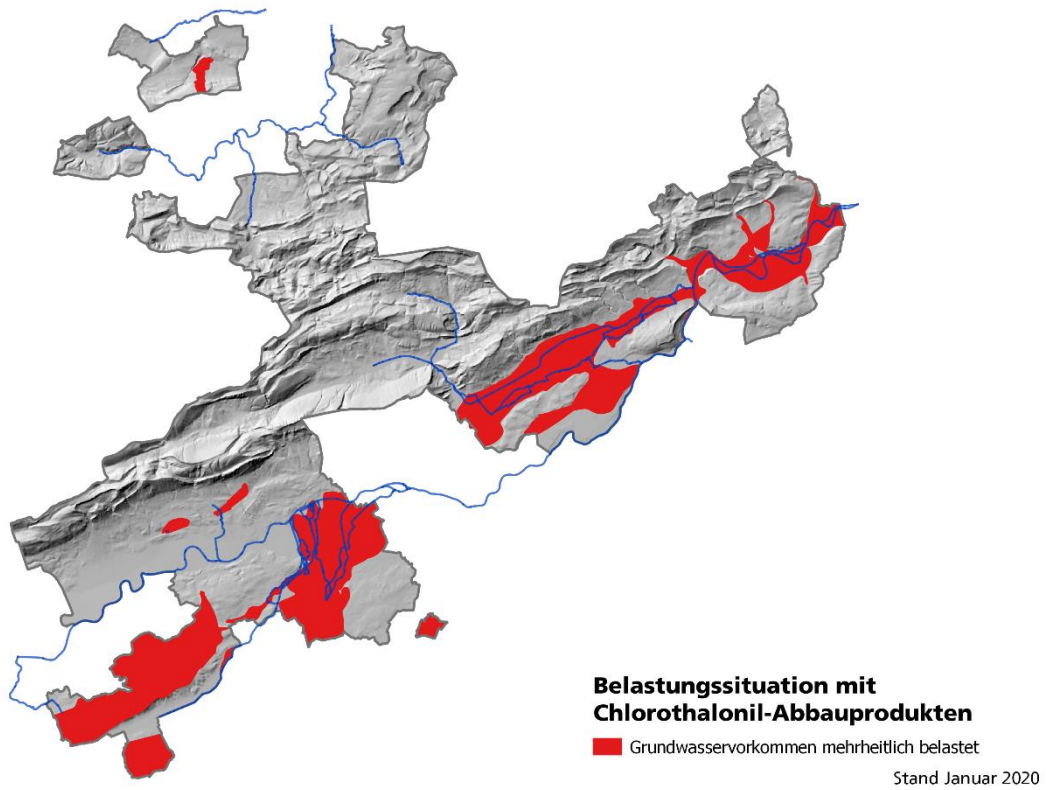 Belastungssituation mit
Chlorothalonil-Abbauprodukten
Grundwasservorkommen mehrheitlich belastet
Stand Januar 2020